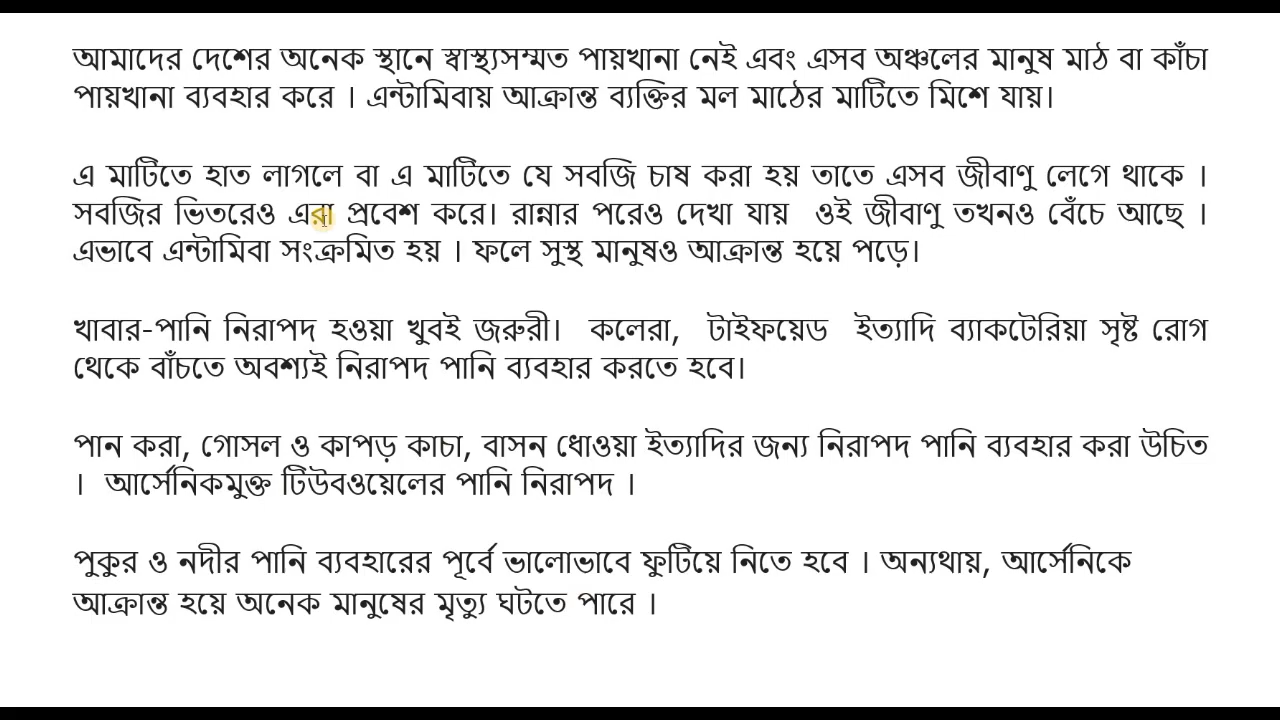 আমাদের দেশের অনেক স্থানে স্বাস্থ্যসম্মত পায়খানা নেই এবং এসব অঞ্চলের মানুষ মাঠ বা কাঁচা
পায়খানা ব্যবহার করে । এন্টামিবায় আক্রান্ত ব্যক্তির মল মাঠের মাটিতে মিশে যায়।
এ মাটিতে হাত লাগলে বা এ মাটিতে যে সবজি চাষ করা হয় তাতে এসব জীবাণু লেগে থাকে ।
সবজির ভিতরেও এরা প্রবেশ করে। রান্নার পরেও দেখা যায় ওই জীবাণু তখনও বেঁচে আছে ।
এভাবে এন্টামিবা সংক্রমিত হয় । ফলে সুস্থ মানুষও আক্রান্ত হয়ে পড়ে।
খাবার-পানি নিরাপদ হওয়া খুবই জরুরী। কলেরা, টাইফয়েড ইত্যাদি ব্যাকটেরিয়া সৃষ্ট রোগ
থেকে বাঁচতে অবশ্যই নিরাপদ পানি ব্যবহার করতে হবে।
পান করা, গোসল ও কাপড় কাচা, বাসন ধোওয়া ইত্যাদির জন্য নিরাপদ পানি ব্যবহার করা উচিত
। আর্সেনিকমুক্ত টিউবওয়েলের পানি নিরাপদ ।
পুকুর ও নদীর পানি ব্যবহারের পূর্বে ভালোভাবে ফুটিয়ে নিতে হবে । অন্যথায়, আর্সেনিকে
আক্রান্ত হয়ে অনেক মানুষের মৃত্যু ঘটতে পারে ।